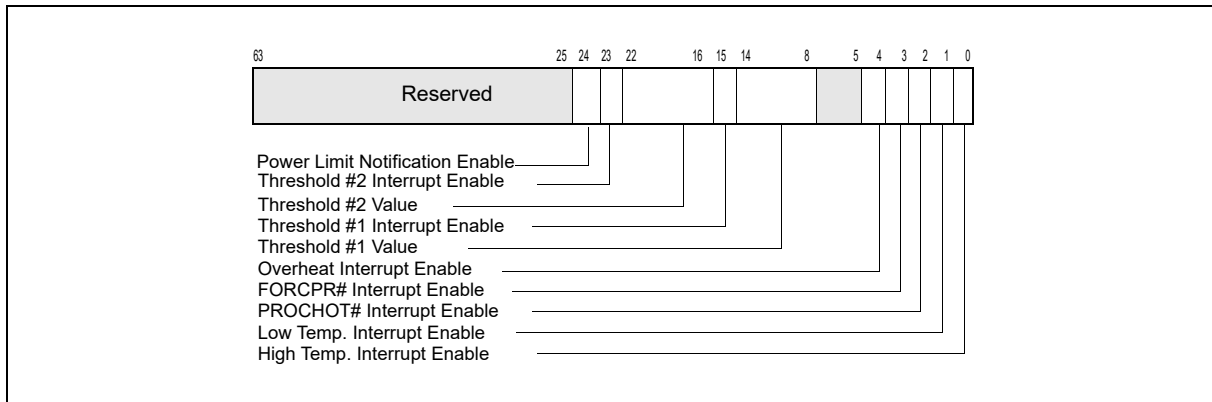 63 25 24 23 22 16 15 14 8 5 4 3 2 1 0
Reserved
Power Limit Notification Enable
Threshold #2 Interrupt Enable
Threshold #2 Value
Threshold #1 Interrupt Enable
Threshold #1 Value
Overheat Interrupt Enable
FORCPR# Interrupt Enable
PROCHOT# Interrupt Enable
Low Temp. Interrupt Enable
High Temp. Interrupt Enable